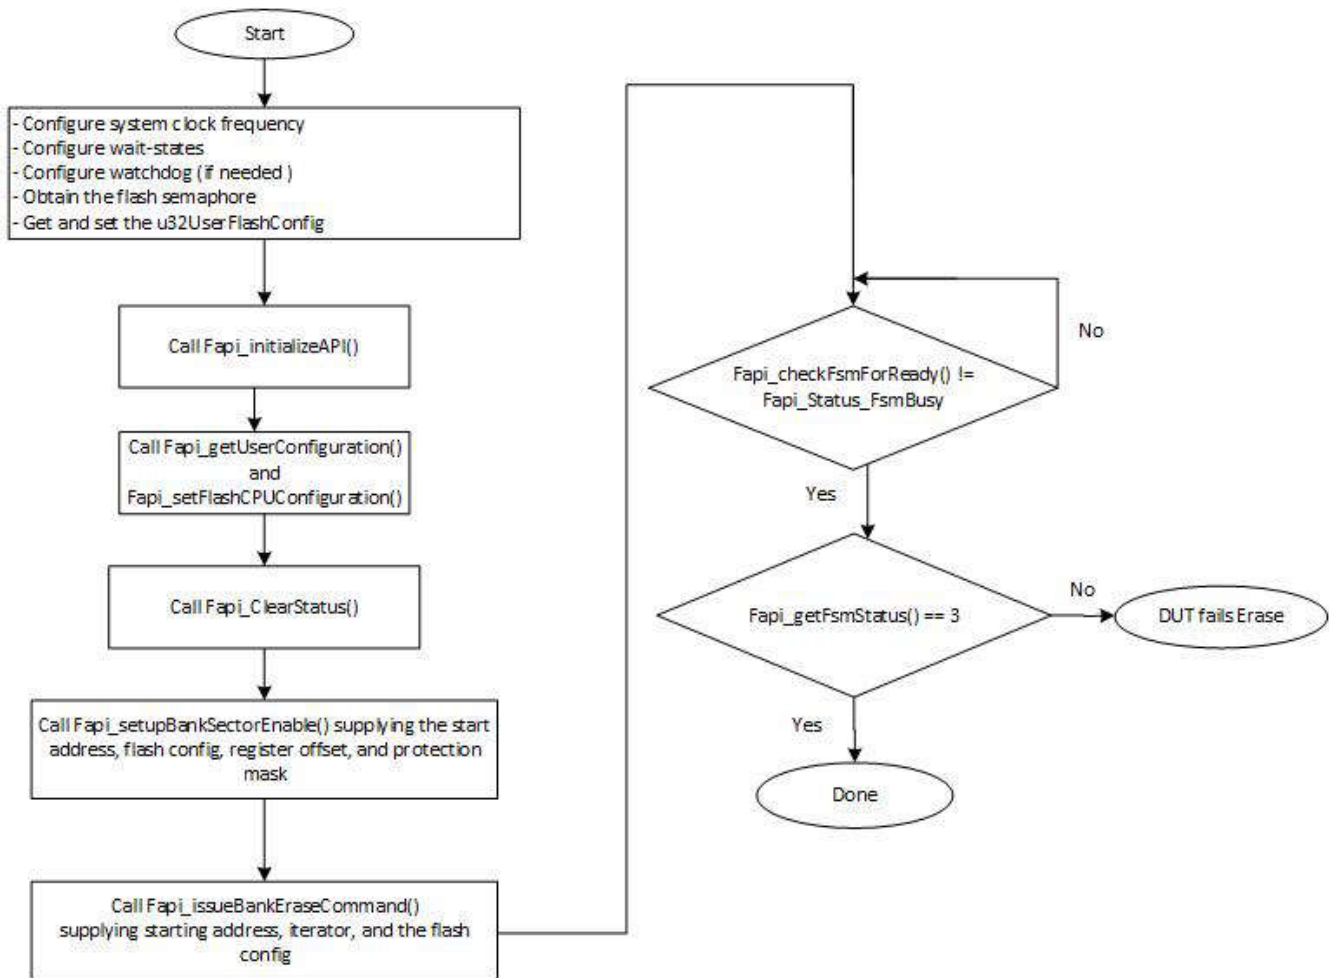 Start
- Configure system clock frequency
- Configure wait-states
- Configure watchdog (if needed )
- Obtain the flash semaphore
- Get and set the u32UserFlashConfig
Call Fapi_initializeAPI()
Call Fapi_getUserConfiguration()
and
Fapi_setFlashCPUConfiguration()
Call Fapi_ClearStatus()
Call Fapi_setupBankSectorEnable() supplying the start
address, flash config, register offset, and protection
mask
Call Fapi_issueBankEraseCommand()
supplying starting address, iterator, and the flash
config
Fapi_checkFsmForReady() !=
Fapi_Status_FsmBusy
No
Yes
Fapi_getFsmStatus() == 3
No
DUT fails Erase
Yes
Done